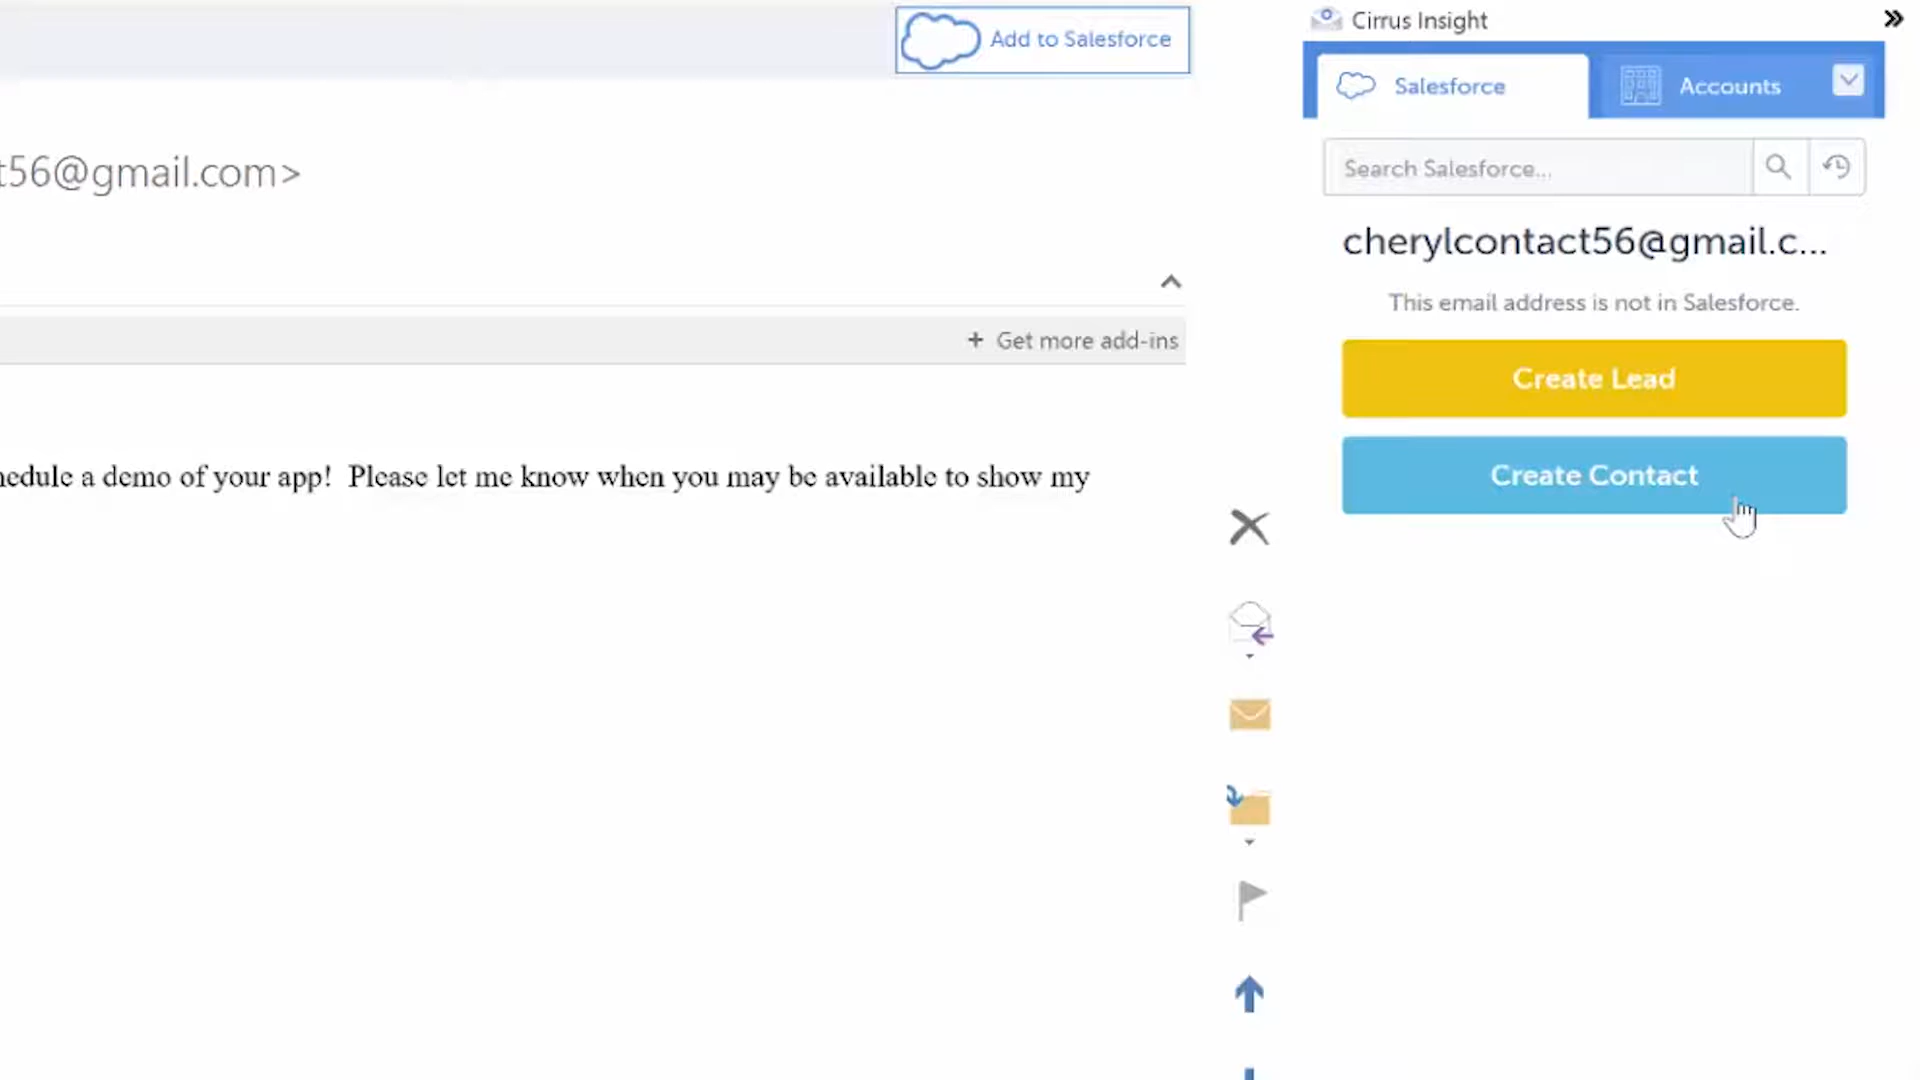 Add to Salesforce
t56@gmail.com>
+ Get more add-ins
hedule a demo of your app!  Please let me know when you may be available to show my
Cirrus Insight
Salesforce
Accounts
Search Salesforce...
cherylcontact56@gmail.c...
This email address is not in Salesforce.
Create Lead
Create Contact